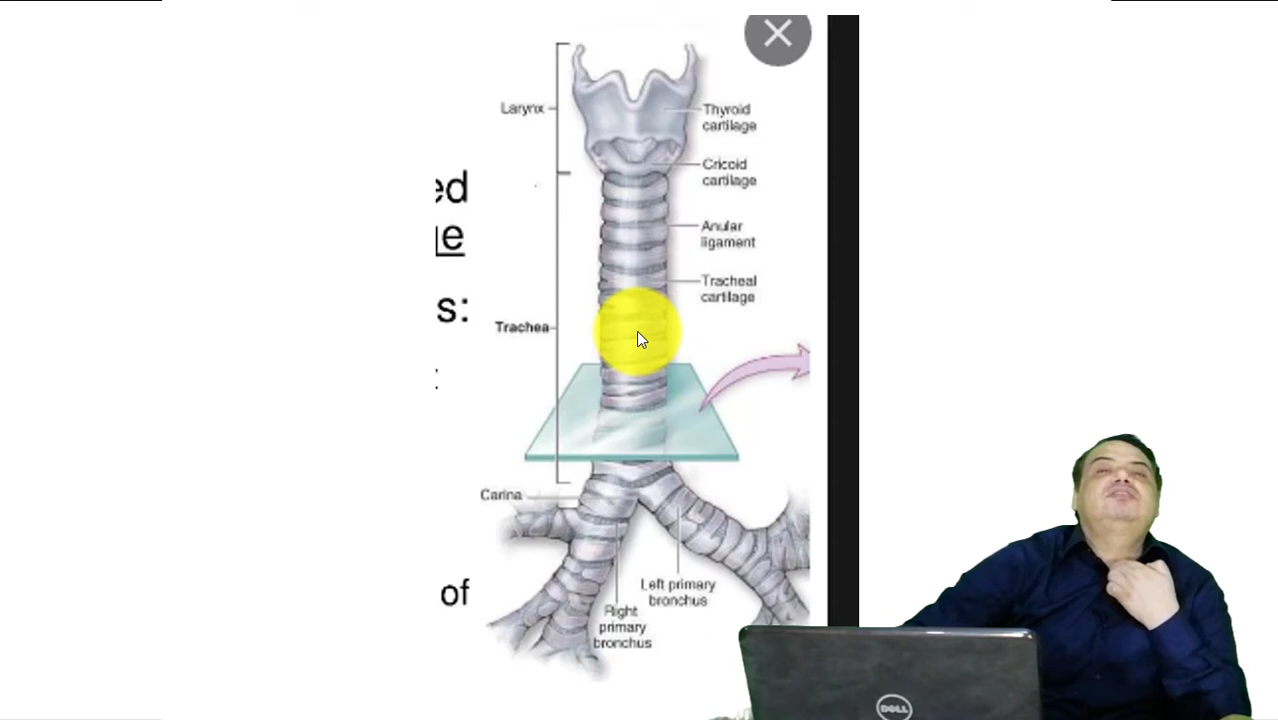 Larynx
Thyroid
cartilage
Cricoid
cartilage
ed
Anular
ligament
Tracheal
cartilage
s:
Trachea
Carina
Left primary
bronchus
of
Right
primary
bronchus
DELL